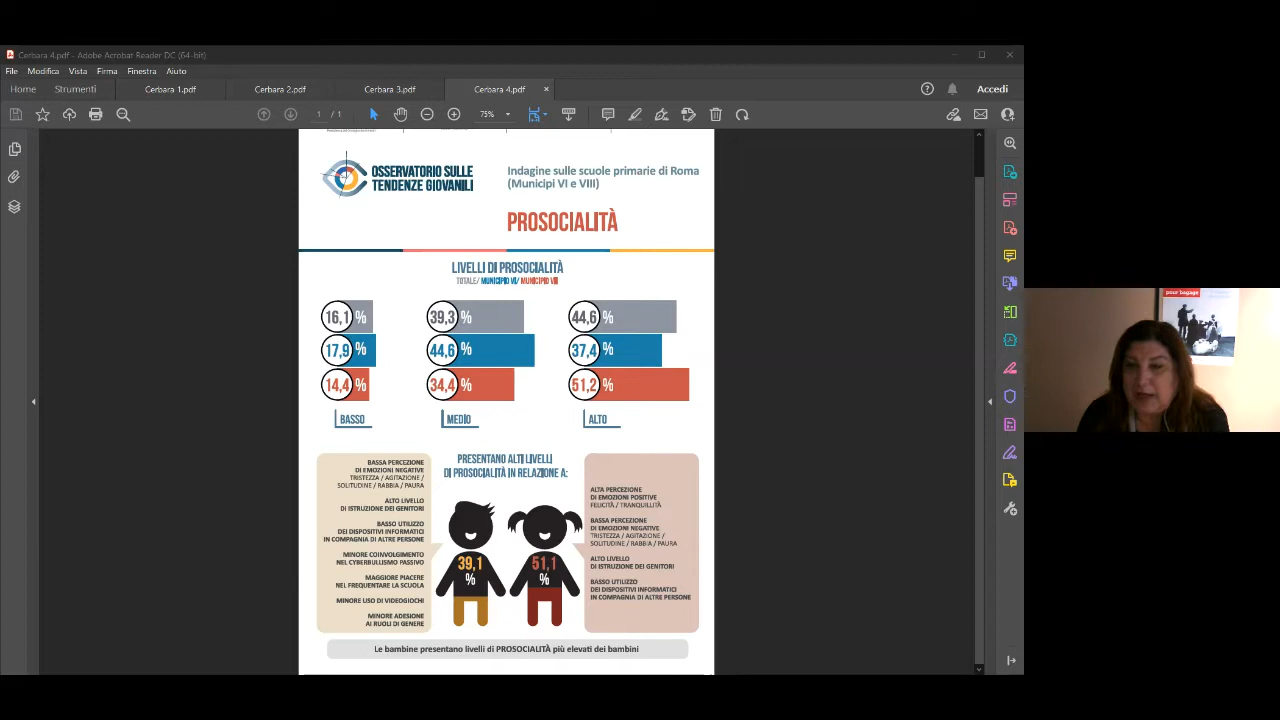 Cerbara 4.pdf - Adobe Acrobat Reader DC (64-bit)
File Modifica Vista Firma Finestra Aiuto
Home Strumenti Cerbara 1.pdf Cerbara 2.pdf Cerbara 3.pdf Cerbara 4.pdf × Accedi
1 / 1 75%
OSSERVATORIO SULLE
TENDENZE GIOVANILI
Indagine sulle scuole primarie di Roma
(Municipi VI e VIII)
PROSOCIALITÀ
LIVELLI DI PROSOCIALITÀ
TOTALE/ MUNICIPIO VI/ MUNICIPIO VIII
16,1 % 39,3 % 44,6 %
17,9 % 44,6 % 37,4 %
14,4 % 34,4 % 51,2 %
BASSO MEDIO ALTO
BASSA PERCEZIONE
DI EMOZIONI NEGATIVE
TRISTEZZA / AGITAZIONE /
SOLITUDINE / RABBIA / PAURA
ALTO LIVELLO
DI ISTRUZIONE DEI GENITORI
BASSO UTILIZZO
DEI DISPOSITIVI INFORMATICI
IN COMPAGNIA DI ALTRE PERSONE
MINORE COINVOLGIMENTO
NEL CYBERBULLISMO PASSIVO
MAGGIORE PIACERE
NEL FREQUENTARE LA SCUOLA
MINORE USO DI VIDEOGIOCHI
MINORE ADESIONE
AI RUOLI DI GENERE
PRESENTANO ALTI LIVELLI
DI PROSOCIALITÀ IN RELAZIONE A:
39,1
%
51,1
%
ALTA PERCEZIONE
DI EMOZIONI POSITIVE
FELICITÀ / TRANQUILLITÀ
BASSA PERCEZIONE
DI EMOZIONI NEGATIVE
TRISTEZZA / AGITAZIONE /
SOLITUDINE / RABBIA / PAURA
ALTO LIVELLO
DI ISTRUZIONE DEI GENITORI
BASSO UTILIZZO
DEI DISPOSITIVI INFORMATICI
IN COMPAGNIA DI ALTRE PERSONE
Le bambine presentano livelli di PROSOCIALITÀ più elevati dei bambini
pour bagage